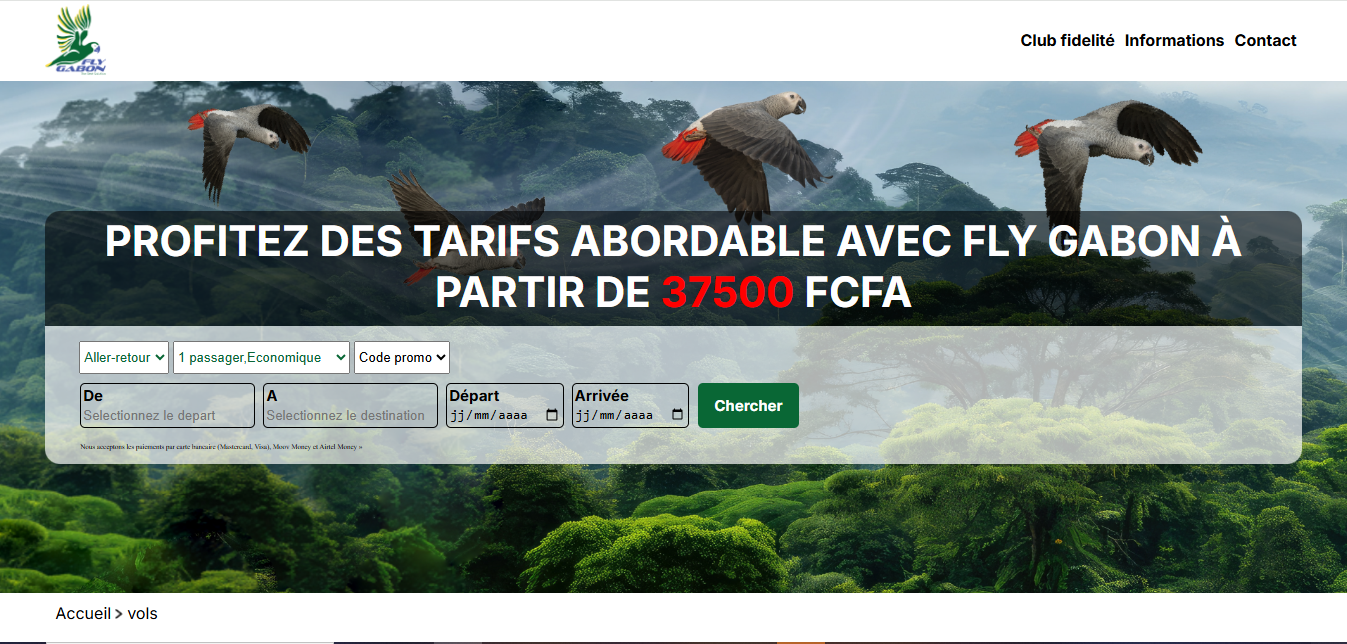 FLY
GABON
Club fidelité Informations Contact
PROFITEZ DES TARIFS ABORDABLE AVEC FLY GABON À
PARTIR DE 37500 FCFA
Aller-retour 1 passager,Economique Code promo
De A Départ Arrivée
Selectionnez le depart Selectionnez le destination jj/mm/aaaa jj/mm/aaaa
Chercher
Nous acceptons les paiements par carte bancaire (Mastercard, Visa), Moov Money et Airtel Money »
Accueil > vols